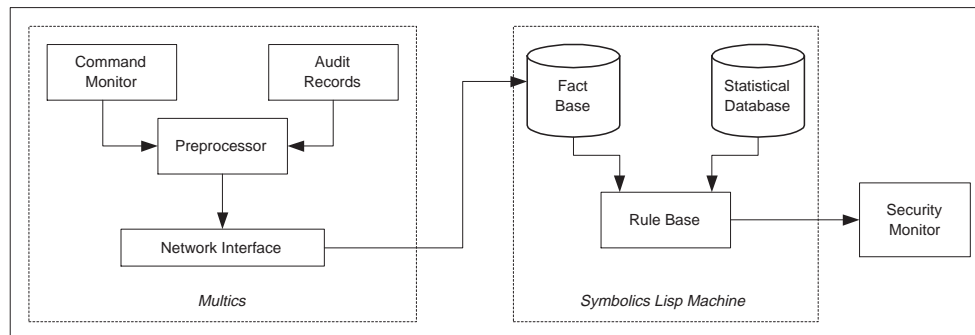 Command
Monitor
Audit
Records
Preprocessor
Network Interface
Multics
Fact
Base
Statistical
Database
Rule Base
Symbolics Lisp Machine
Security
Monitor